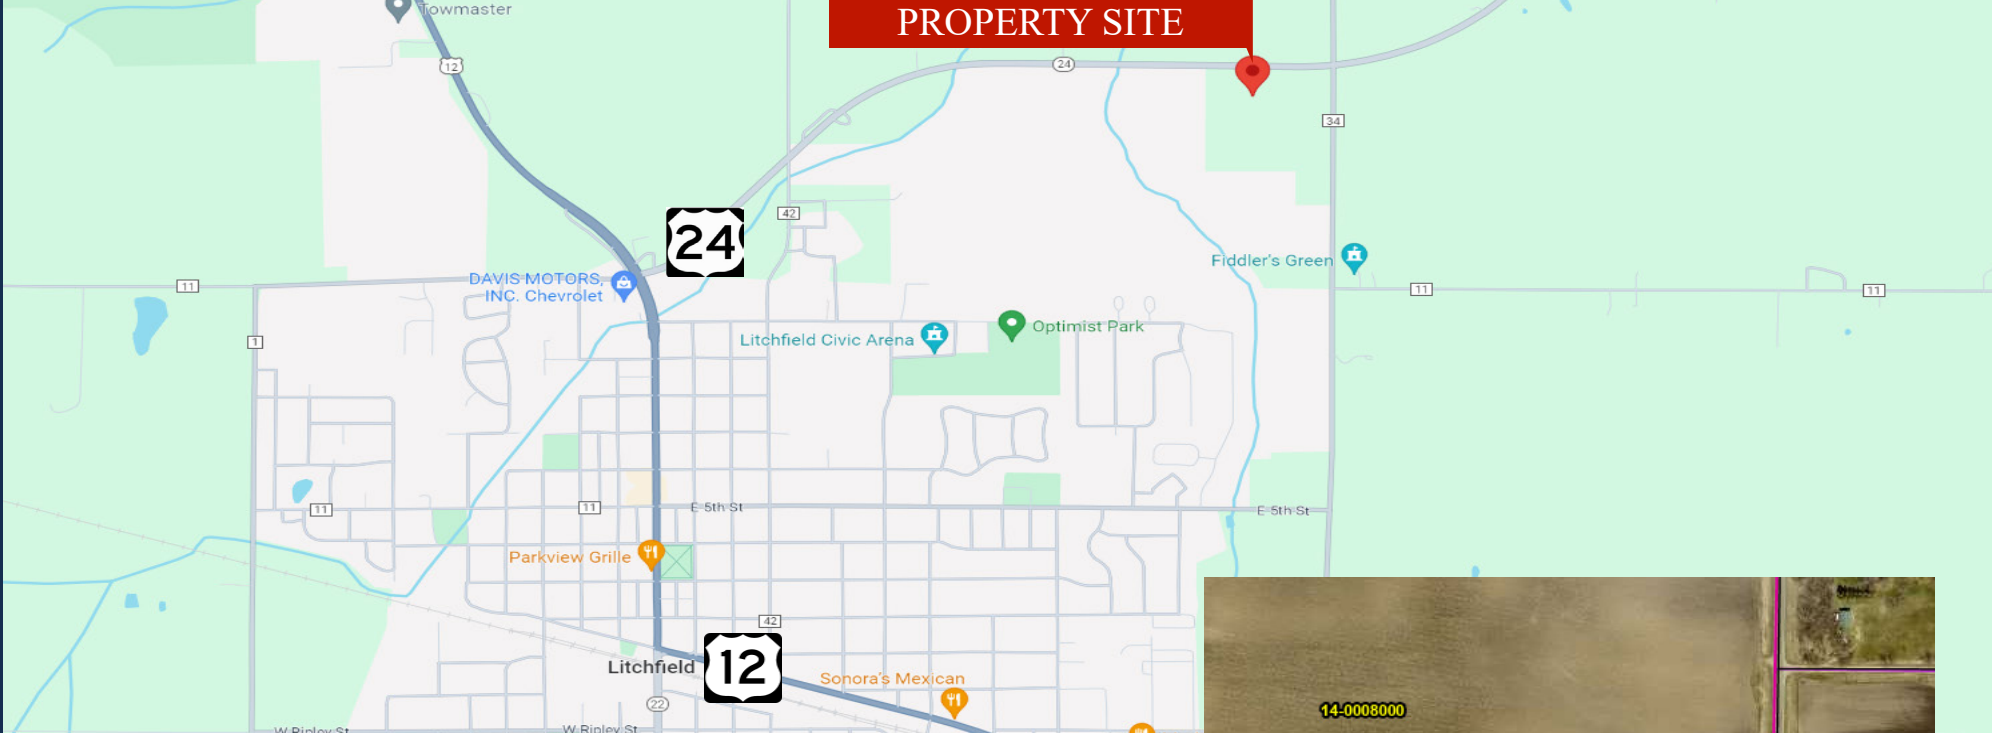 Towmaster
PROPERTY SITE
12
24
34
24
42
Fiddler's Green
11
DAVIS MOTORS,
INC. Chevrolet
11
11
1
Litchfield Civic Arena
Optimist Park
11
11
E 5th St
E 5th St
Parkview Grille
42
Litchfield
12
Sonora's Mexican
22
14-0008000
W Ripley St
W Ripley St